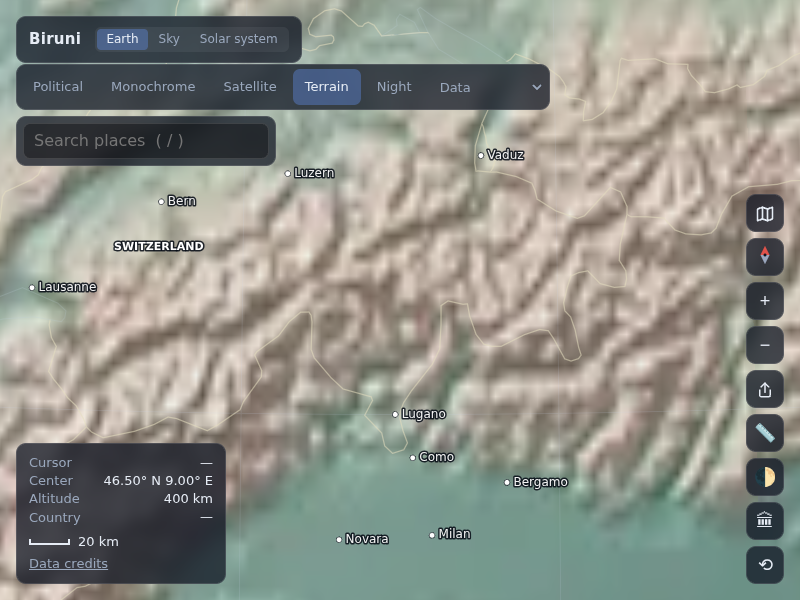 Biruni Earth Sky Solar system
Political Monochrome Satellite Terrain Night Data
Search places ( / )
Vaduz
Luzern
Bern
SWITZERLAND
Lausanne
Lugano
Como
Bergamo
Novara
Milan
Cursor —
Center 46.50° N 9.00° E
Altitude 400 km
Country —
20 km
Data credits